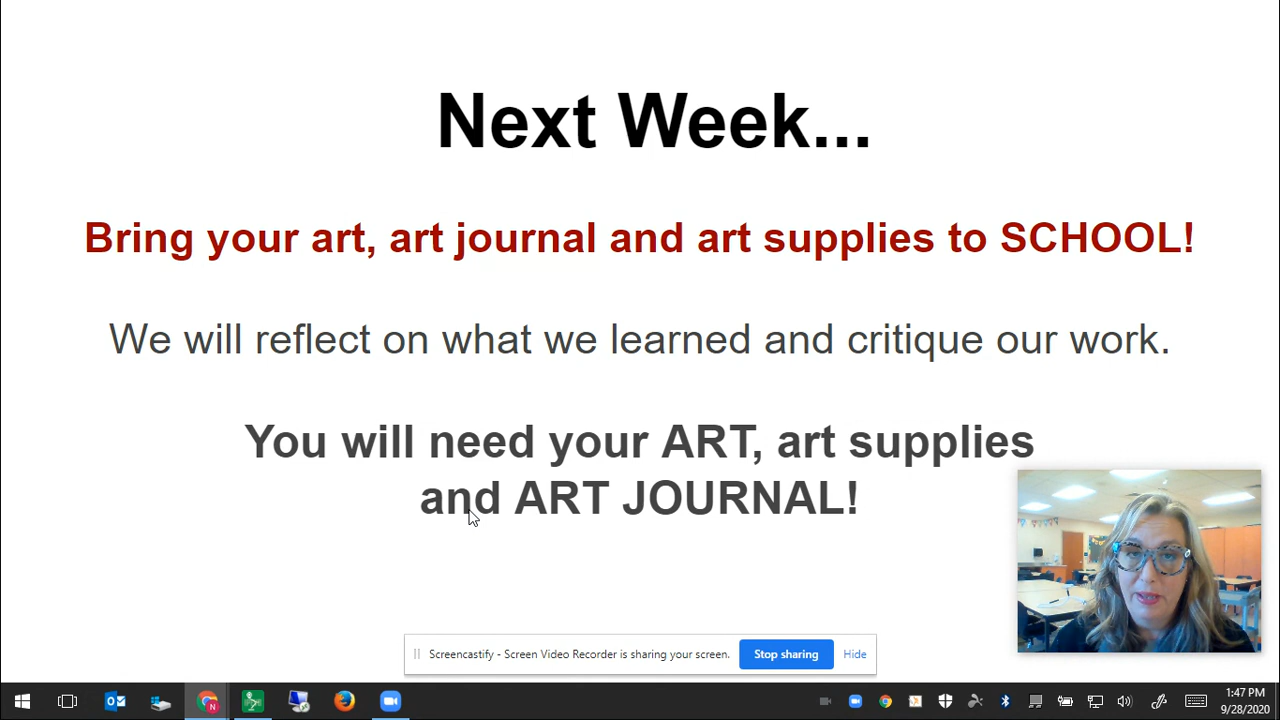 Next Week...
Bring your art, art journal and art supplies to SCHOOL!
We will reflect on what we learned and critique our work.
You will need your ART, art supplies
and ART JOURNAL!
Screencastify - Screen Video Recorder is sharing your screen.
Stop sharing
Hide
N
1:47 PM
9/28/2020